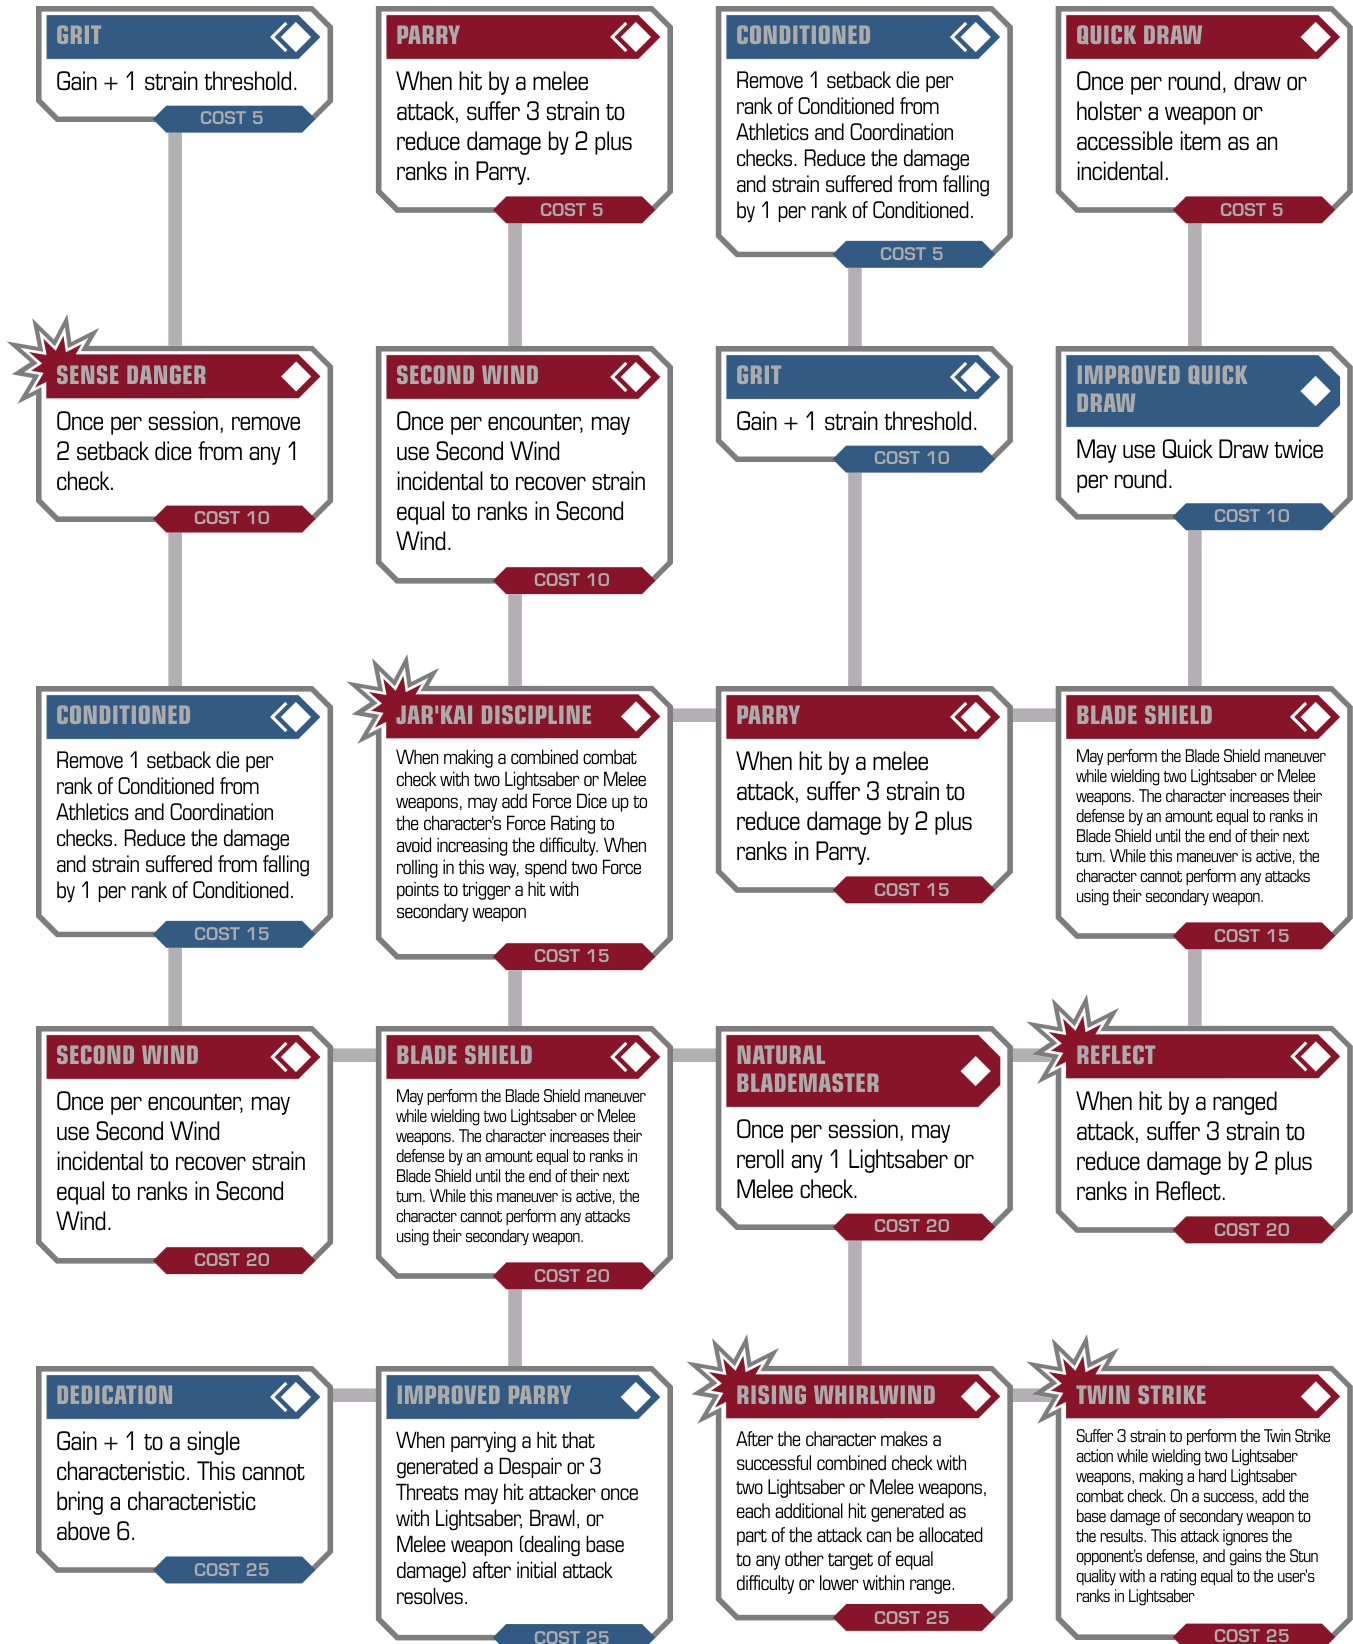 GRIT
Gain + 1 strain threshold.
COST 5
PARRY
When hit by a melee
attack, suffer 3 strain to
reduce damage by 2 plus
ranks in Parry.
COST 5
CONDITIONED
Remove 1 setback die per
rank of Conditioned from
Athletics and Coordination
checks. Reduce the damage
and strain suffered from falling
by 1 per rank of Conditioned.
COST 5
QUICK DRAW
Once per round, draw or
holster a weapon or
accessible item as an
incidental.
COST 5
SENSE DANGER
Once per session, remove
2 setback dice from any 1
check.
COST 10
SECOND WIND
Once per encounter, may
use Second Wind
incidental to recover strain
equal to ranks in Second
Wind.
COST 10
GRIT
Gain + 1 strain threshold.
COST 10
IMPROVED QUICK
DRAW
May use Quick Draw twice
per round.
COST 10
CONDITIONED
Remove 1 setback die per
rank of Conditioned from
Athletics and Coordination
checks. Reduce the damage
and strain suffered from falling
by 1 per rank of Conditioned.
COST 15
JAR'KAI DISCIPLINE
When making a combined combat
check with two Lightsaber or Melee
weapons, may add Force Dice up to
the character's Force Rating to
avoid increasing the difficulty. When
rolling in this way, spend two Force
points to trigger a hit with
secondary weapon
COST 15
PARRY
When hit by a melee
attack, suffer 3 strain to
reduce damage by 2 plus
ranks in Parry.
COST 15
BLADE SHIELD
May perform the Blade Shield maneuver
while wielding two Lightsaber or Melee
weapons. The character increases their
defense by an amount equal to ranks in
Blade Shield until the end of their next
turn. While this maneuver is active, the
character cannot perform any attacks
using their secondary weapon.
COST 15
SECOND WIND
Once per encounter, may
use Second Wind
incidental to recover strain
equal to ranks in Second
Wind.
COST 20
BLADE SHIELD
May perform the Blade Shield maneuver
while wielding two Lightsaber or Melee
weapons. The character increases their
defense by an amount equal to ranks in
Blade Shield until the end of their next
turn. While this maneuver is active, the
character cannot perform any attacks
using their secondary weapon.
COST 20
NATURAL
BLADEMASTER
Once per session, may
reroll any 1 Lightsaber or
Melee check.
COST 20
REFLECT
When hit by a ranged
attack, suffer 3 strain to
reduce damage by 2 plus
ranks in Reflect.
COST 20
DEDICATION
Gain + 1 to a single
characteristic. This cannot
bring a characteristic
above 6.
COST 25
IMPROVED PARRY
When parrying a hit that
generated a Despair or 3
Threats may hit attacker once
with Lightsaber, Brawl, or
Melee weapon (dealing base
damage) after initial attack
resolves.
COST 25
RISING WHIRLWIND
After the character makes a
successful combined check with
two Lightsaber or Melee weapons,
each additional hit generated as
part of the attack can be allocated
to any other target of equal
difficulty or lower within range.
COST 25
TWIN STRIKE
Suffer 3 strain to perform the Twin Strike
action while wielding two Lightsaber
weapons, making a hard Lightsaber
combat check. On a success, add the
base damage of secondary weapon to
the results. This attack ignores the
opponent's defense, and gains the Stun
quality with a rating equal to the user's
ranks in Lightsaber
COST 25